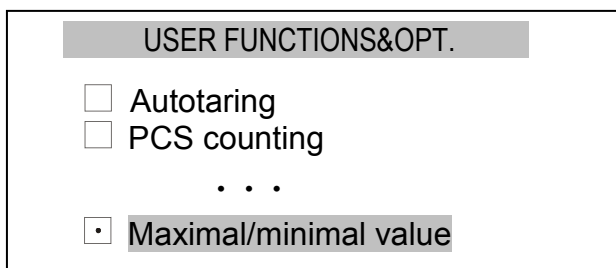 USER FUNCTIONS&OPT.
Autotaring
PCS counting
. . .
Maximal/minimal value